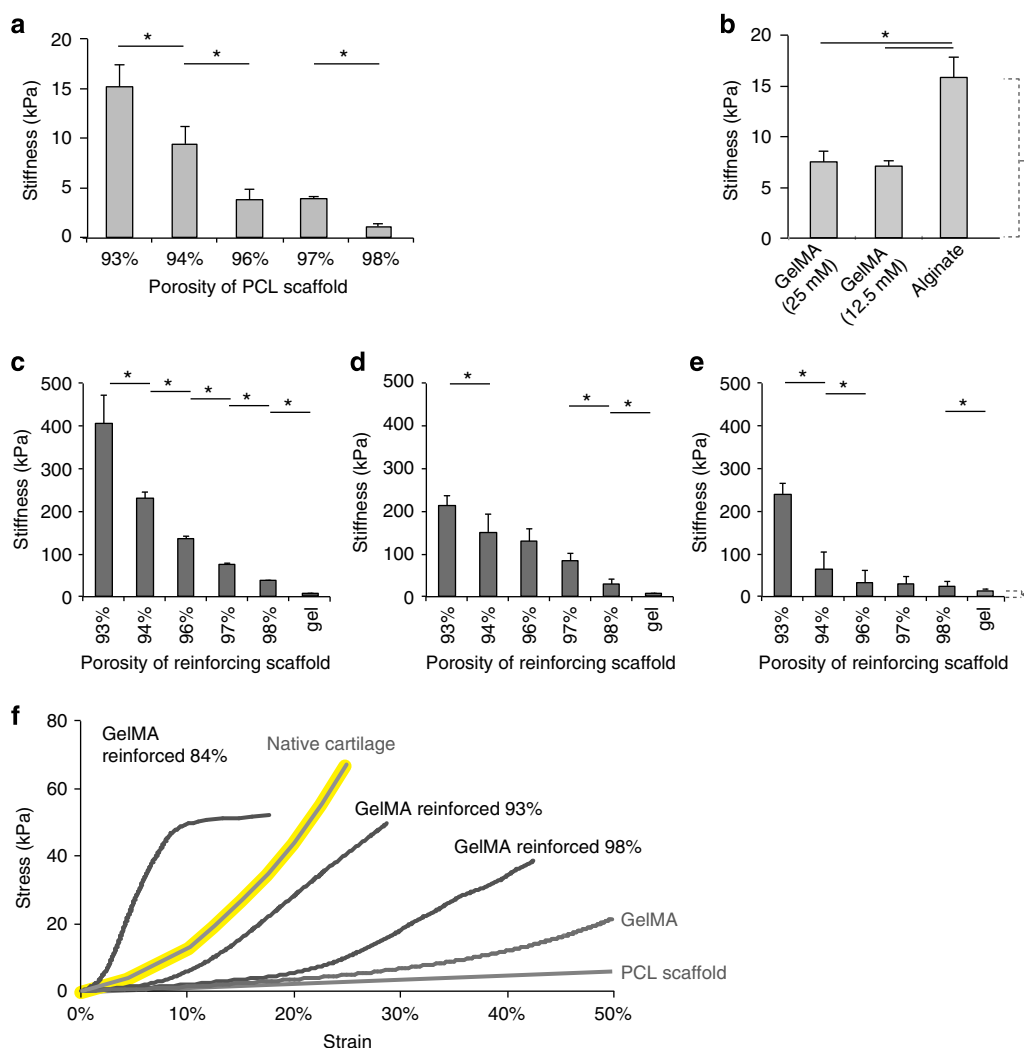 a
20
15
10
5
0
Stiffness (kPa)
*
*
*
93% 94% 96% 97% 98%
Porosity of PCL scaffold
b
20
15
10
5
0
Stiffness (kPa)
*
GelMA
(25 mM)
GelMA
(12.5 mM)
Alginate
c
500
400
300
200
100
0
Stiffness (kPa)
* * * * *
93% 94% 96% 97% 98% gel
Porosity of reinforcing scaffold
d
500
400
300
200
100
0
Stiffness (kPa)
* * *
93% 94% 96% 97% 98% gel
Porosity of reinforcing scaffold
e
500
400
300
200
100
0
Stiffness (kPa)
* * *
93% 94% 96% 97% 98% gel
Porosity of reinforcing scaffold
f
80
60
40
20
0
Stress (kPa)
GelMA
reinforced 84%
Native cartilage
GelMA reinforced 93%
GelMA reinforced 98%
GelMA
PCL scaffold
0% 10% 20% 30% 40% 50%
Strain